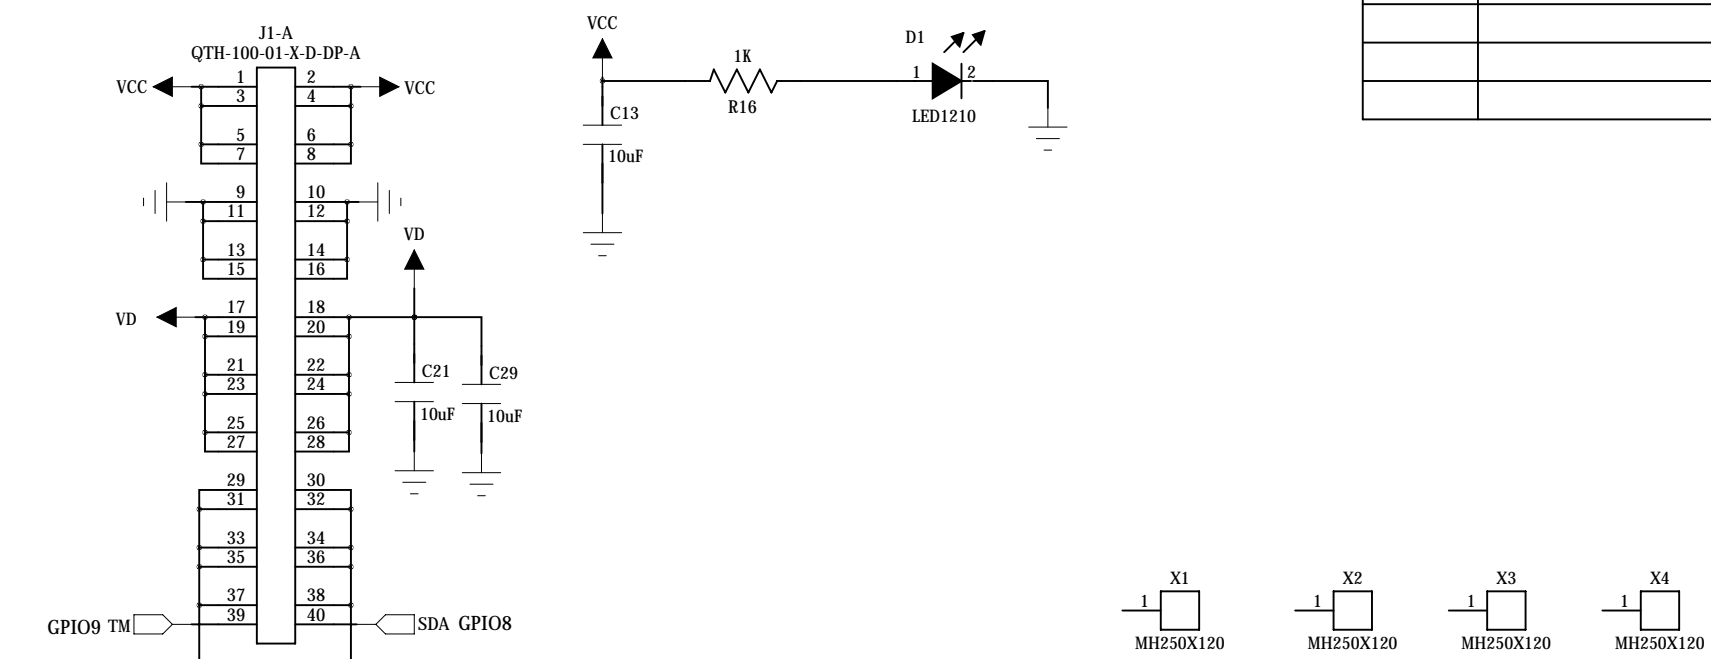 J1-A
QTH-100-01-X-D-DP-A
VCC 1 2 VCC
3 4
5 6
7 8
9 10
11 12
13 14
15 16
VD
VD 17 18
19 20
21 22
23 24
25 26
27 28
29 30
31 32
33 34
35 36
37 38
GPIO9 TM 39 40 SDA GPIO8
C21
10uF
C29
10uF
VCC
C13
10uF
1K
R16
D1
1 2
LED1210
X1
1
MH250X120
X2
1
MH250X120
X3
1
MH250X120
X4
1
MH250X120